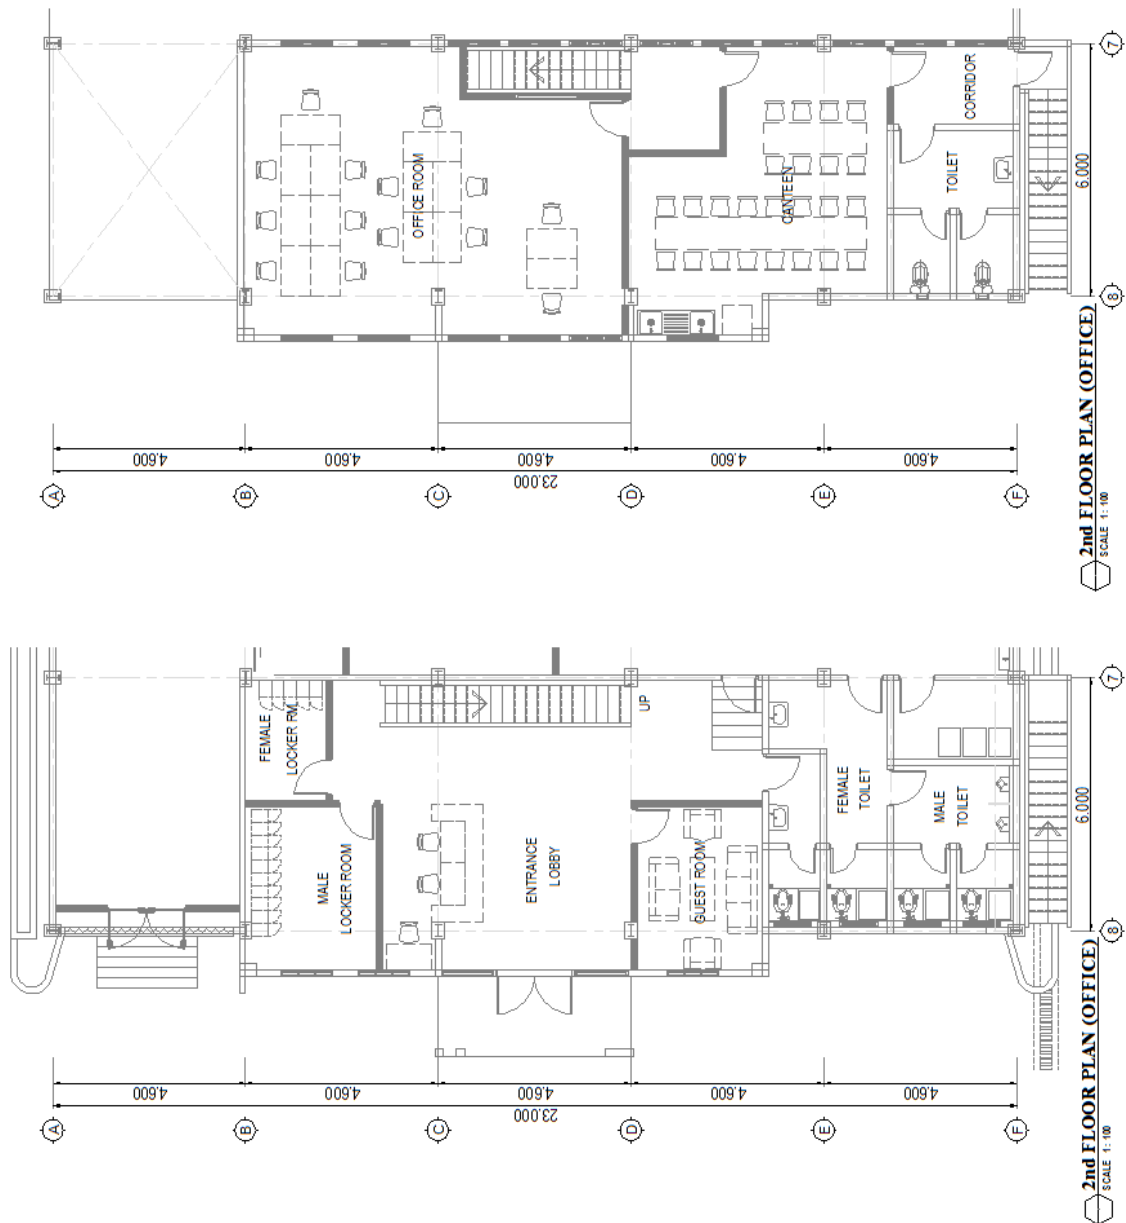 7
CORRIDOR
TOILET
OFFICE ROOM
CANTEEN
6.000
8
4.600
4.600
4.600
4.600
4.600
23.000
A
B
C
D
E
F
2nd FLOOR PLAN (OFFICE)
SCALE 1: 100
7
FEMALE
LOCKER RM.
UP
FEMALE
TOILET
MALE
TOILET
6.000
MALE
LOCKER ROOM
ENTRANCE
LOBBY
GUEST ROOM
8
4.600
4.600
4.600
4.600
4.600
23.000
A
B
C
D
E
F
2nd FLOOR PLAN (OFFICE)
SCALE 1: 100